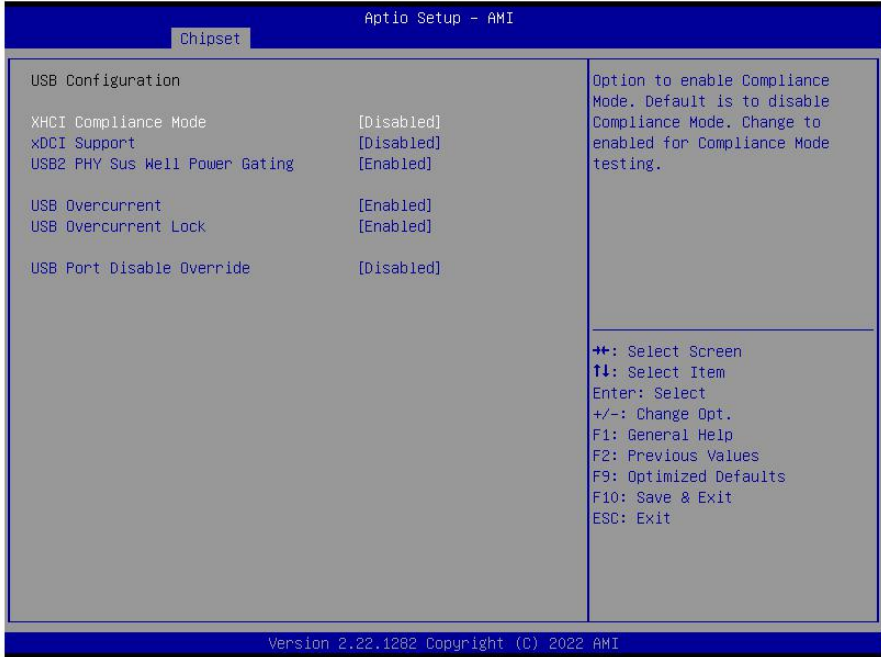 Aptio Setup – AMI
Chipset
USB Configuration
XHCI Compliance Mode [Disabled]
xDCI Support [Disabled]
USB2 PHY Sus Well Power Gating [Enabled]
USB Overcurrent [Enabled]
USB Overcurrent Lock [Enabled]
USB Port Disable Override [Disabled]
Option to enable Compliance
Mode. Default is to disable
Compliance Mode. Change to
enabled for Compliance Mode
testing.
→←: Select Screen
↑↓: Select Item
Enter: Select
+/-: Change Opt.
F1: General Help
F2: Previous Values
F9: Optimized Defaults
F10: Save & Exit
ESC: Exit
Version 2.22.1282 Copyright (C) 2022 AMI